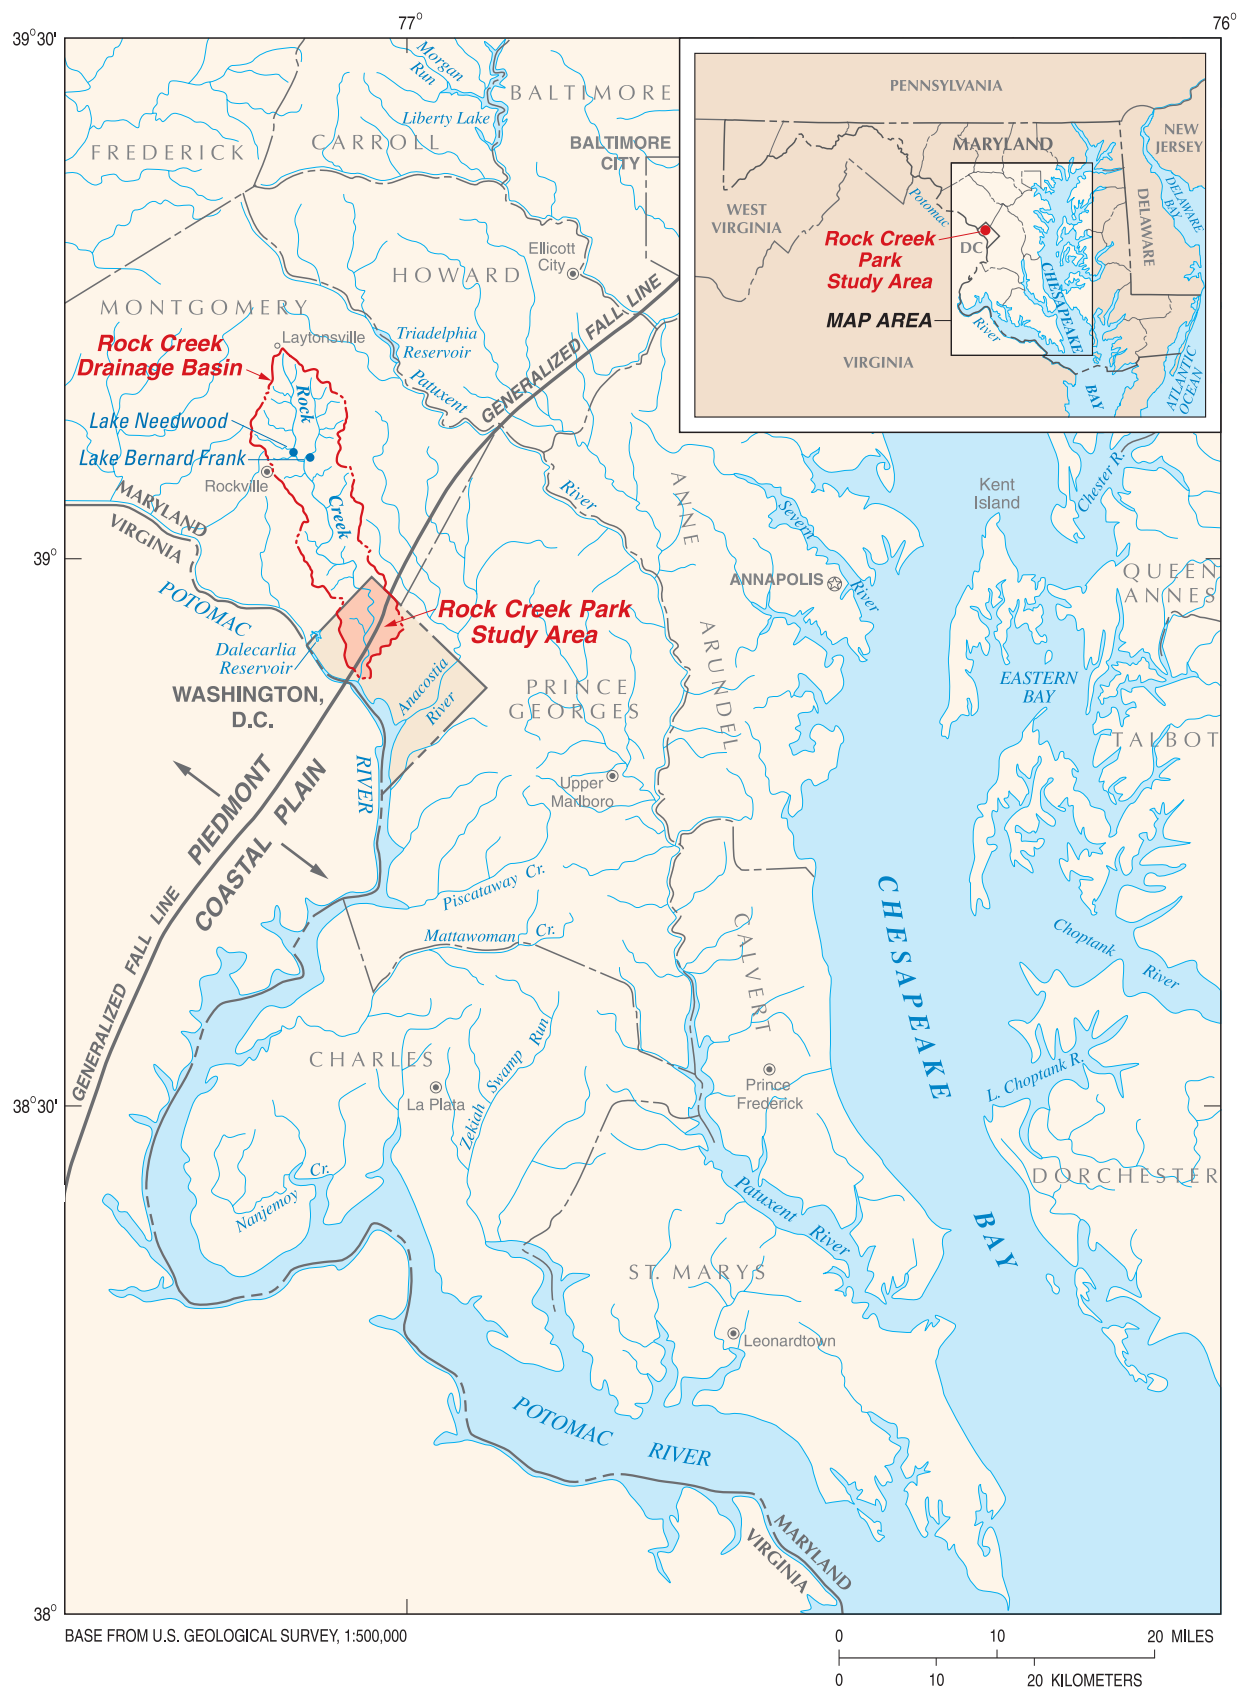 77°
76°
39°30'
39°
38°30'
38°
Morgan
Run
Liberty Lake
BALTIMORE
CARROLL
FREDERICK
BALTIMORE
CITY
Ellicott
City
HOWARD
MONTGOMERY
Laytonsville
Rock Creek
Drainage Basin
Triadelphia
Reservoir
Patuxent
GENERALIZED FALL LINE
Rock
Lake Needwood
Lake Bernard Frank
Rockville
Creek
MARYLAND
VIRGINIA
POTOMAC
River
Rock Creek Park
Study Area
Dalecarlia
Reservoir
WASHINGTON,
D.C.
Anacostia
River
PRINCE
GEORGES
ANNE
ARUNDEL
Severn
River
ANNAPOLIS
Kent
Island
Chester R.
QUEEN
ANNES
EASTERN
BAY
TALBOT
RIVER
Upper
Marlboro
PIEDMONT
COASTAL PLAIN
GENERALIZED FALL LINE
Piscataway Cr.
Mattawoman Cr.
CALVERT
CHESAPEAKE
BAY
Choptank
River
L. Choptank R.
CHARLES
La Plata
Zekiah Swamp Run
Prince
Frederick
DORCHESTER
Nanjemoy Cr.
Patuxent River
ST. MARYS
Leonardtown
POTOMAC RIVER
MARYLAND
VIRGINIA
PENNSYLVANIA
NEW
JERSEY
MARYLAND
WEST
VIRGINIA
Potomac
DELAWARE
DELAWARE
BAY
Rock Creek
Park
Study Area
DC
CHESAPEAKE
BAY
MAP AREA
River
VIRGINIA
ATLANTIC
OCEAN
BASE FROM U.S. GEOLOGICAL SURVEY, 1:500,000
0 10 20 MILES
0 10 20 KILOMETERS